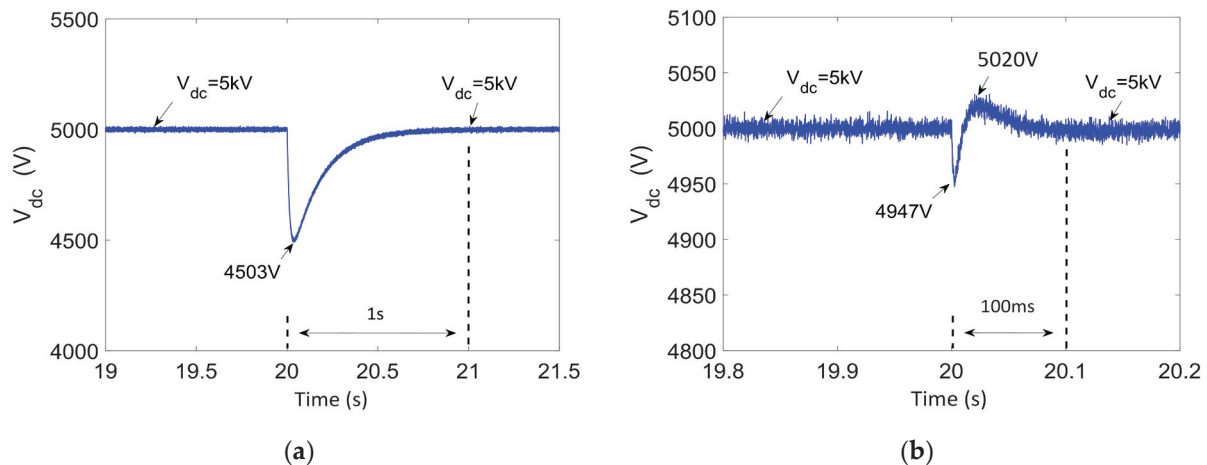 5500
5000
4500
4000
V_dc (V)
V_dc=5kV
V_dc=5kV
4503V
1s
19 19.5 20 20.5 21 21.5
Time (s)
(a)
5100
5050
5000
4950
4900
4850
4800
V_dc (V)
V_dc=5kV
5020V
V_dc=5kV
4947V
100ms
19.8 19.9 20 20.1 20.2
Time (s)
(b)